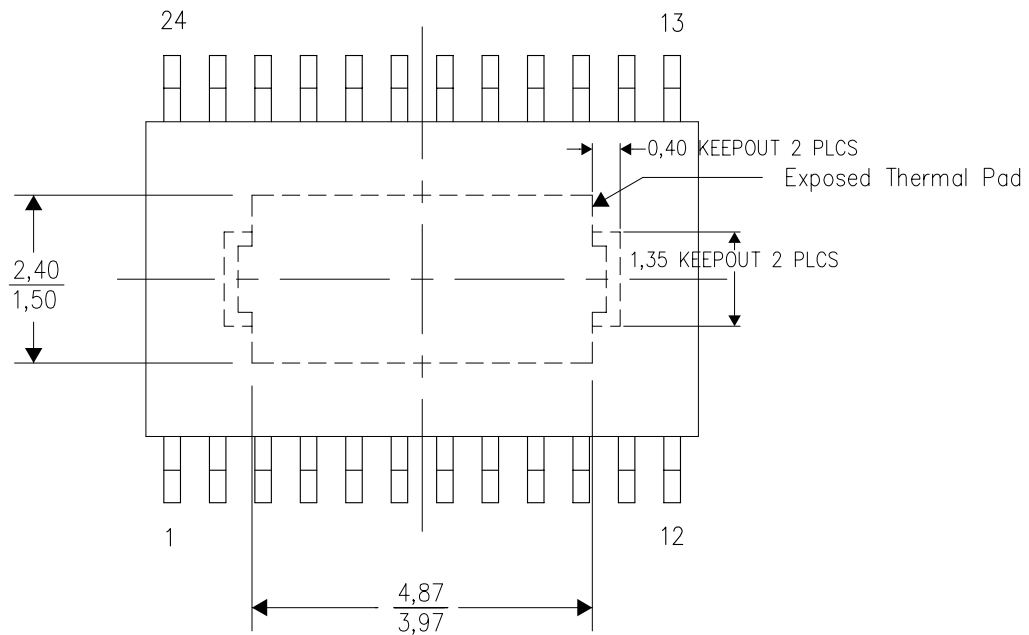 24
13
0,40 KEEPOUT 2 PLCS
Exposed Thermal Pad
2,40
1,50
1,35 KEEPOUT 2 PLCS
1
12
4,87
3,97